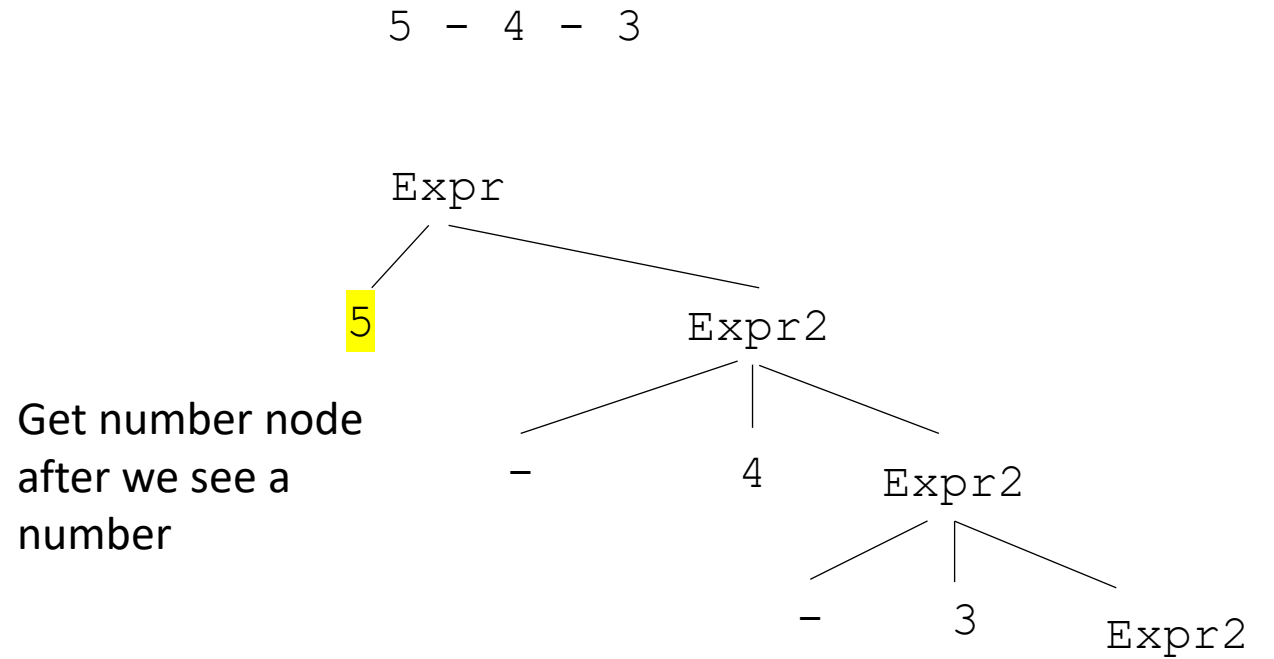 5 - 4 - 3
Expr
5
Expr2
Get number node
after we see a
number
- 4 Expr2
- 3 Expr2